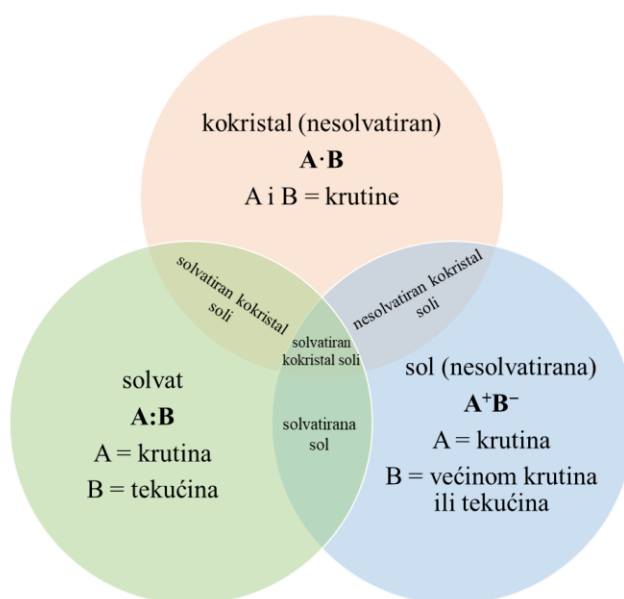 kokristal (nesolvatiran)
A·B
A i B = krutine
solvatiran kokristal
soli
nesolvatiran kokristal
soli
solvatiran
kokristal soli
solvat
A:B
A = krutina
B = tekućina
solvatirana
sol
sol (nesolvatirana)
A⁺B⁻
A = krutina
B = većinom krutina
ili tekućina